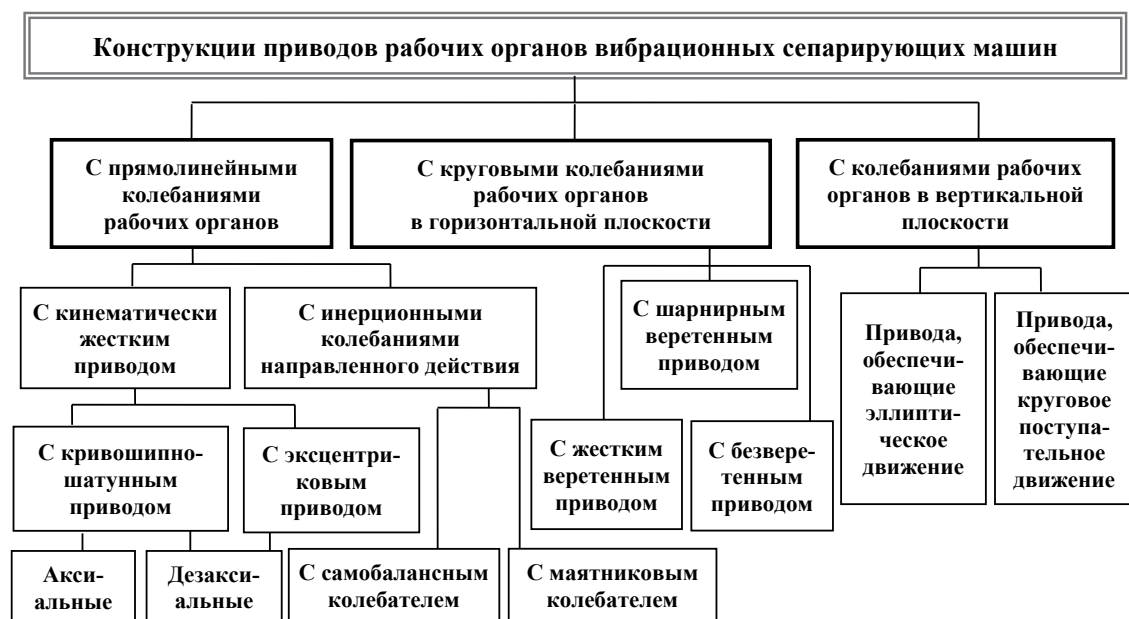 Конструкции приводов рабочих органов вибрационных сепарирующих машин
С прямолинейными
колебаниями
рабочих органов
С круговыми колебаниями
рабочих органов
в горизонтальной плоскости
С колебаниями рабочих
органов в вертикальной
плоскости
С кинематически
жестким
приводом
С инерционными
колебаниями
направленного действия
С шарнирным
веретенным
приводом
Привода,
обеспечи-
вающие
эллипти-
ческое
движение
Привода,
обеспечи-
вающие
круговое
поступа-
тельное
движение
С кривошипно-
шатунным
приводом
С эксцентри-
ковым
приводом
С жестким
веретенным
приводом
С безвере-
тенным
приводом
Акси-
альные
Дезакси-
альные
С самобалансным
колебателем
С маятниковым
колебателем